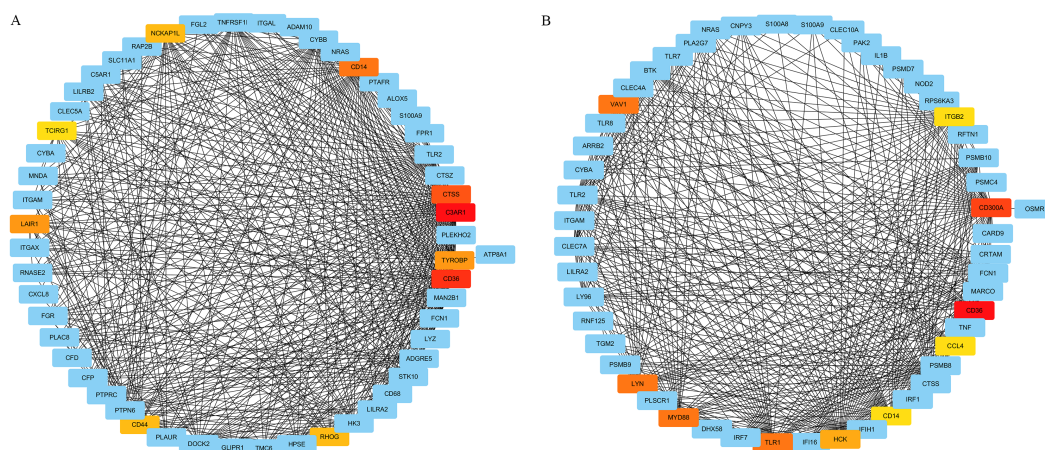 A
NCKAP1L
FGL2
ITGAL
ADAM10
CYBB
NRAS
CD14
PTAFR
ALOX5
S100A9
FPR1
TLR2
CTSZ
CTSS
C3AR1
PLEKHO2
TYROBP
ATP8A1
CD36
MAN2B1
FCN1
LYZ
ADGRE5
STK10
CD68
LILRA2
HK3
RHOG
HPSE
TMC6
GLIPR1
DOCK2
PLAUR
CD44
PTPN6
PTPRC
CFP
CFD
PLAC8
FGR
CXCL8
RNASE2
ITGAX
LAIR1
ITGAM
MNDA
CYBA
TCIRG1
CLEC5A
LILRB2
C5AR1
SLC11A1
RAP2B
B
NRAS
CNPY3
S100A8
S100A9
CLEC10A
PAK2
IL1B
PSMD7
NOD2
RPS6KA3
ITGB2
RFTN1
PSMB10
PSMC4
CD300A
OSMR
CARD9
CRTAM
FCN1
MARCO
CD36
TNF
CCL4
PSMB8
CTSS
IRF1
CD14
IFIH1
HCK
IFI16
TLR1
IRF7
DHX58
MYD88
PLSCR1
LYN
PSMB9
TGM2
RNF125
LY96
LILRA2
CLEC7A
ITGAM
TLR2
CYBA
ARRB2
TLR8
VAV1
CLEC4A
BTK
TLR7
PLA2G7